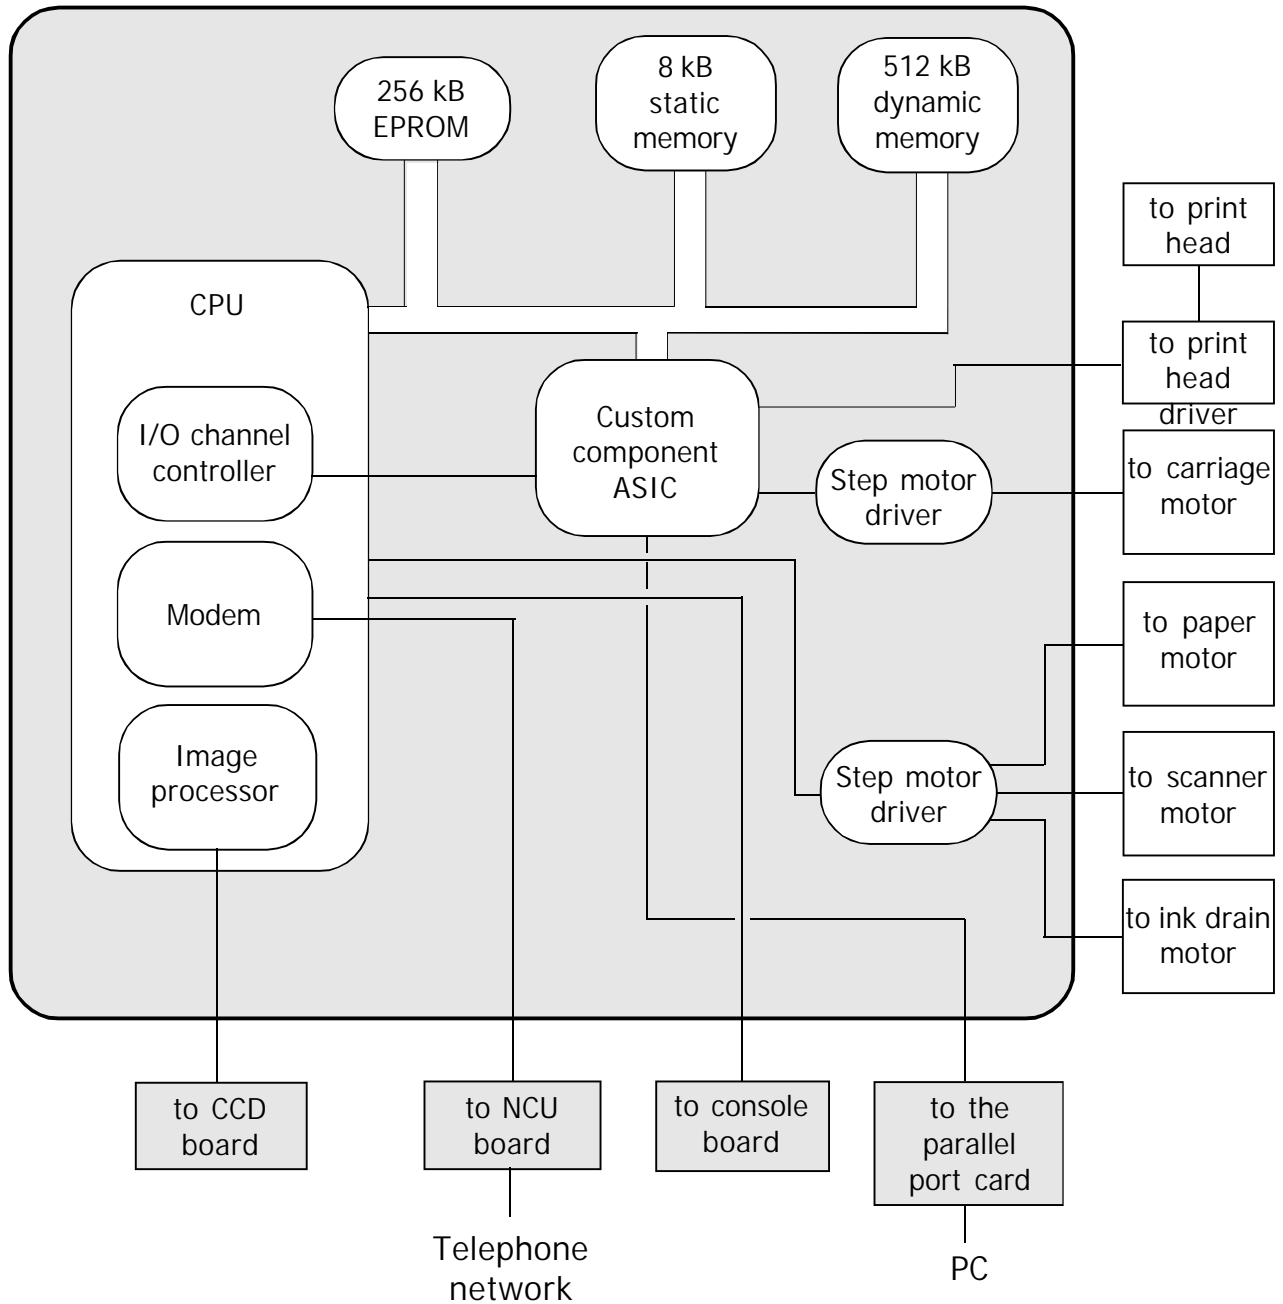 256 kB
EPROM
8 kB
static
memory
512 kB
dynamic
memory
to print
head
CPU
to print
head
driver
I/O channel
controller
Custom
component
ASIC
Step motor
driver
to carriage
motor
Modem
to paper
motor
Image
processor
Step motor
driver
to scanner
motor
to ink drain
motor
to CCD
board
to NCU
board
to console
board
to the
parallel
port card
Telephone
network
PC